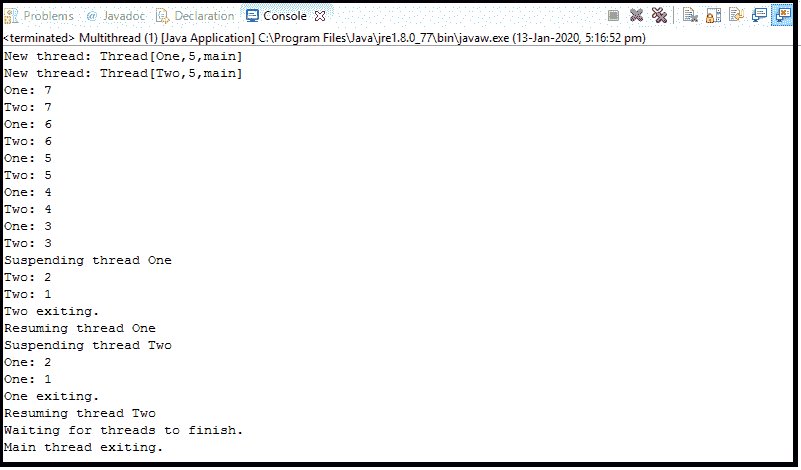 Problems @ Javadoc Declaration Console
<terminated> Multithread (1) [Java Application] C:\Program Files\Java\jre1.8.0_77\bin\javaw.exe (13-Jan-2020, 5:16:52 pm)
New thread: Thread[One,5,main]
New thread: Thread[Two,5,main]
One: 7
Two: 7
One: 6
Two: 6
One: 5
Two: 5
One: 4
Two: 4
One: 3
Two: 3
Suspending thread One
Two: 2
Two: 1
Two exiting.
Resuming thread One
Suspending thread Two
One: 2
One: 1
One exiting.
Resuming thread Two
Waiting for threads to finish.
Main thread exiting.